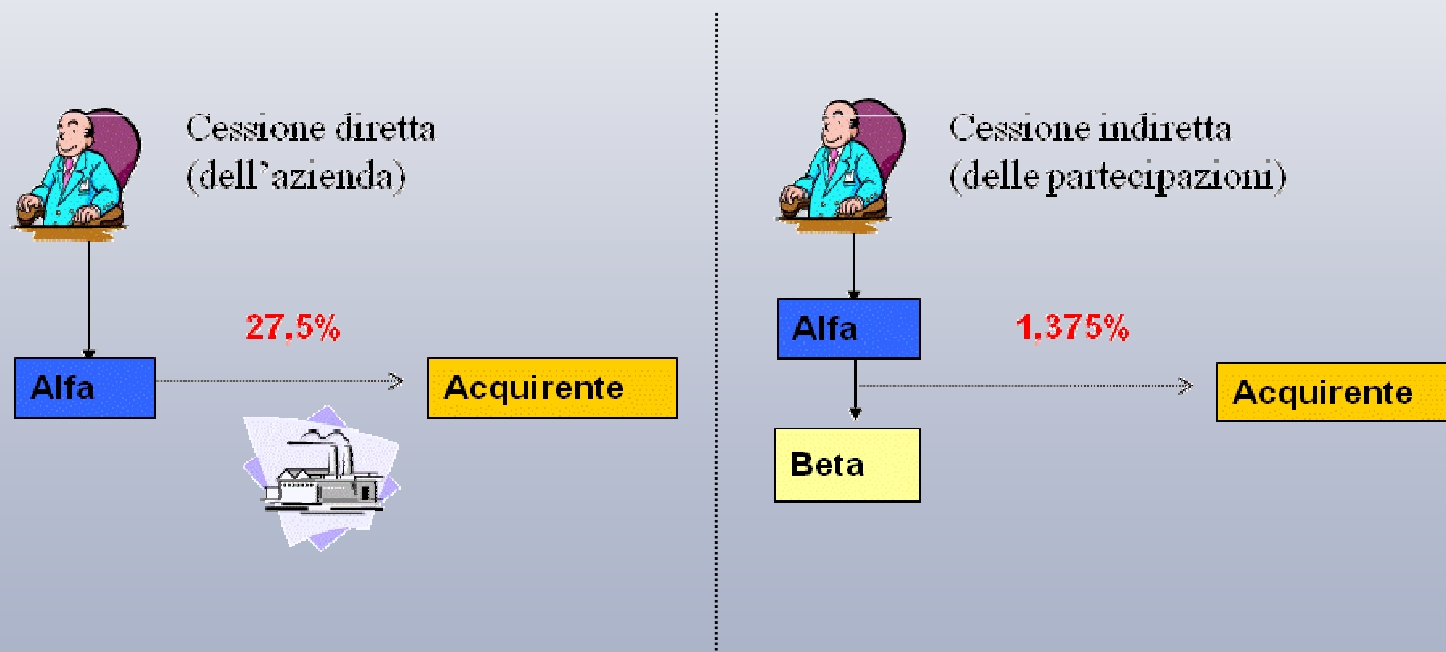 Cessione diretta
(dell'azienda)
27,5%
Alfa
Acquirente
Cessione indiretta
(delle partecipazioni)
Alfa
1,375%
Acquirente
Beta